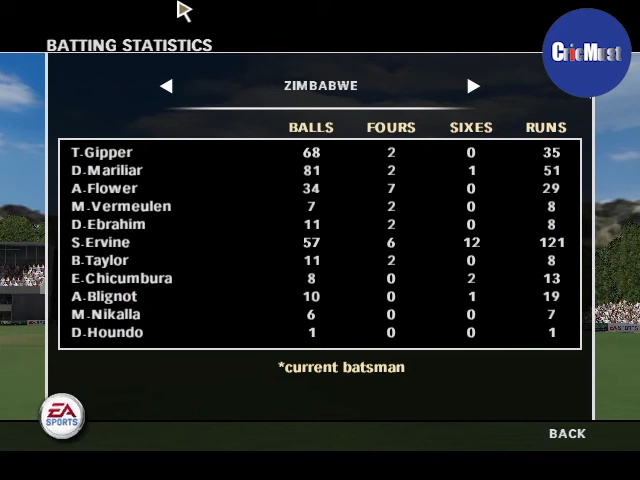 BATTING STATISTICS
CricMust
ZIMBABWE
BALLS FOURS SIXES RUNS
T.Gipper 68 2 0 35
D.Mariliar 81 2 1 51
A.Flower 34 7 0 29
M.Vermeulen 7 2 0 8
D.Ebrahim 11 2 0 8
S.Ervine 57 6 12 121
B.Taylor 11 2 0 8
E.Chicumbura 8 0 2 13
A.Blignot 10 0 1 19
M.Nikalla 6 0 0 7
D.Houndo 1 0 0 1
*current batsman
EA
SPORTS
BACK